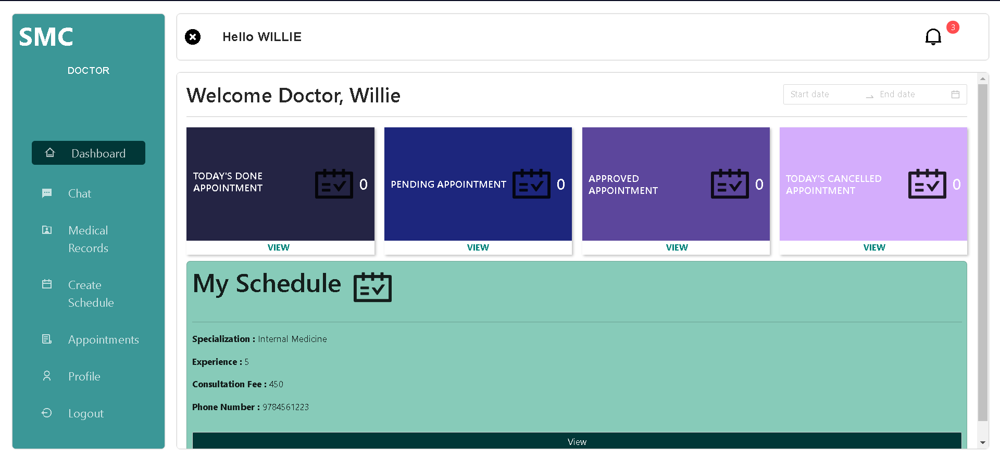 SMC
DOCTOR
Dashboard
Chat
Medical
Records
Create
Schedule
Appointments
Profile
Logout
Hello WILLIE
3
Welcome Doctor, Willie
Start date
End date
TODAY'S DONE
APPOINTMENT
0
VIEW
PENDING APPOINTMENT
0
VIEW
APPROVED
APPOINTMENT
0
VIEW
TODAY'S CANCELLED
APPOINTMENT
0
VIEW
My Schedule
Specialization : Internal Medicine
Experience : 5
Consultation Fee : 450
Phone Number : 9784561223
View